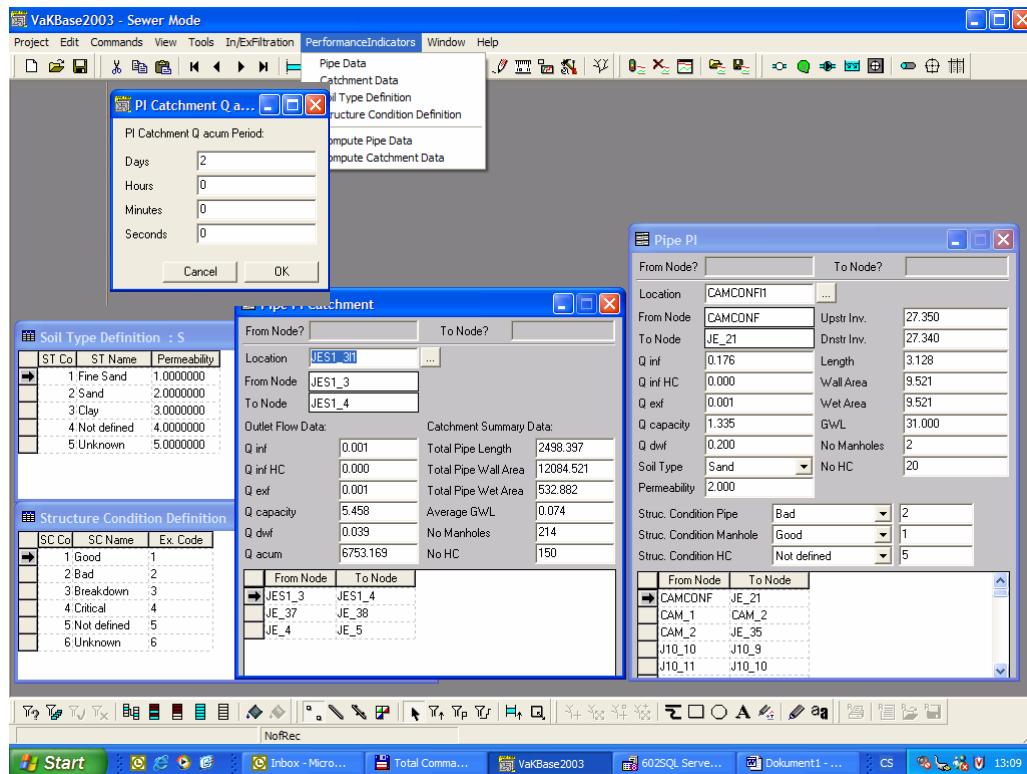 VaKBase2003 - Sewer Mode
Project Edit Commands View Tools In/ExFiltration PerformanceIndicators Window Help
Pipe Data
Catchment Data
il Type Definition
ructure Condition Definition
ompute Pipe Data
ompute Catchment Data
PI Catchment Q a...
PI Catchment Q acum Period:
Days 2
Hours 0
Minutes 0
Seconds 0
Cancel OK
Soil Type Definition : S
ST Co ST Name Permeability
1 Fine Sand 1.0000000
2 Sand 2.0000000
3 Clay 3.0000000
4 Not defined 4.0000000
5 Unknown 5.0000000
Structure Condition Definition
SC Col SC Name Ex. Code
1 Good 1
2 Bad 2
3 Breakdown 3
4 Critical 4
5 Not defined 5
6 Unknown 6
Pipe PI Catchment
From Node? To Node?
Location JES1_3I1 ...
From Node JES1_3
To Node JES1_4
Outlet Flow Data: Catchment Summary Data:
Q inf 0.001 Total Pipe Length 2498.397
Q inf HC 0.000 Total Pipe Wall Area 12084.521
Q exf 0.001 Total Pipe Wet Area 532.882
Q capacity 5.458 Average GWL 0.074
Q dwf 0.039 No Manholes 214
Q acum 6753.169 No HC 150
From Node To Node
JES1_3 JES1_4
JE_37 JE_38
JE_4 JE_5
Pipe PI
From Node? To Node?
Location CAMCONFI1 ...
From Node CAMCONF Upstr Inv. 27.350
To Node JE_21 Dnstr Inv. 27.340
Q inf 0.176 Length 3.128
Q inf HC 0.000 Wall Area 9.521
Q exf 0.001 Wet Area 9.521
Q capacity 1.335 GWL 31.000
Q dwf 0.200 No Manholes 2
Soil Type Sand No HC 20
Permeability 2.000
Struc. Condition Pipe Bad 2
Struc. Condition Manhole Good 1
Struc. Condition HC Not defined 5
From Node To Node
CAMCONF JE_21
CAM_1 CAM_2
CAM_2 JE_35
J10_10 J10_9
J10_11 J10_10
NofRec
Start Inbox - Micro... Total Comma... VaKBase2003 602SQL Serve... Dokument1 - ... CS 13:09